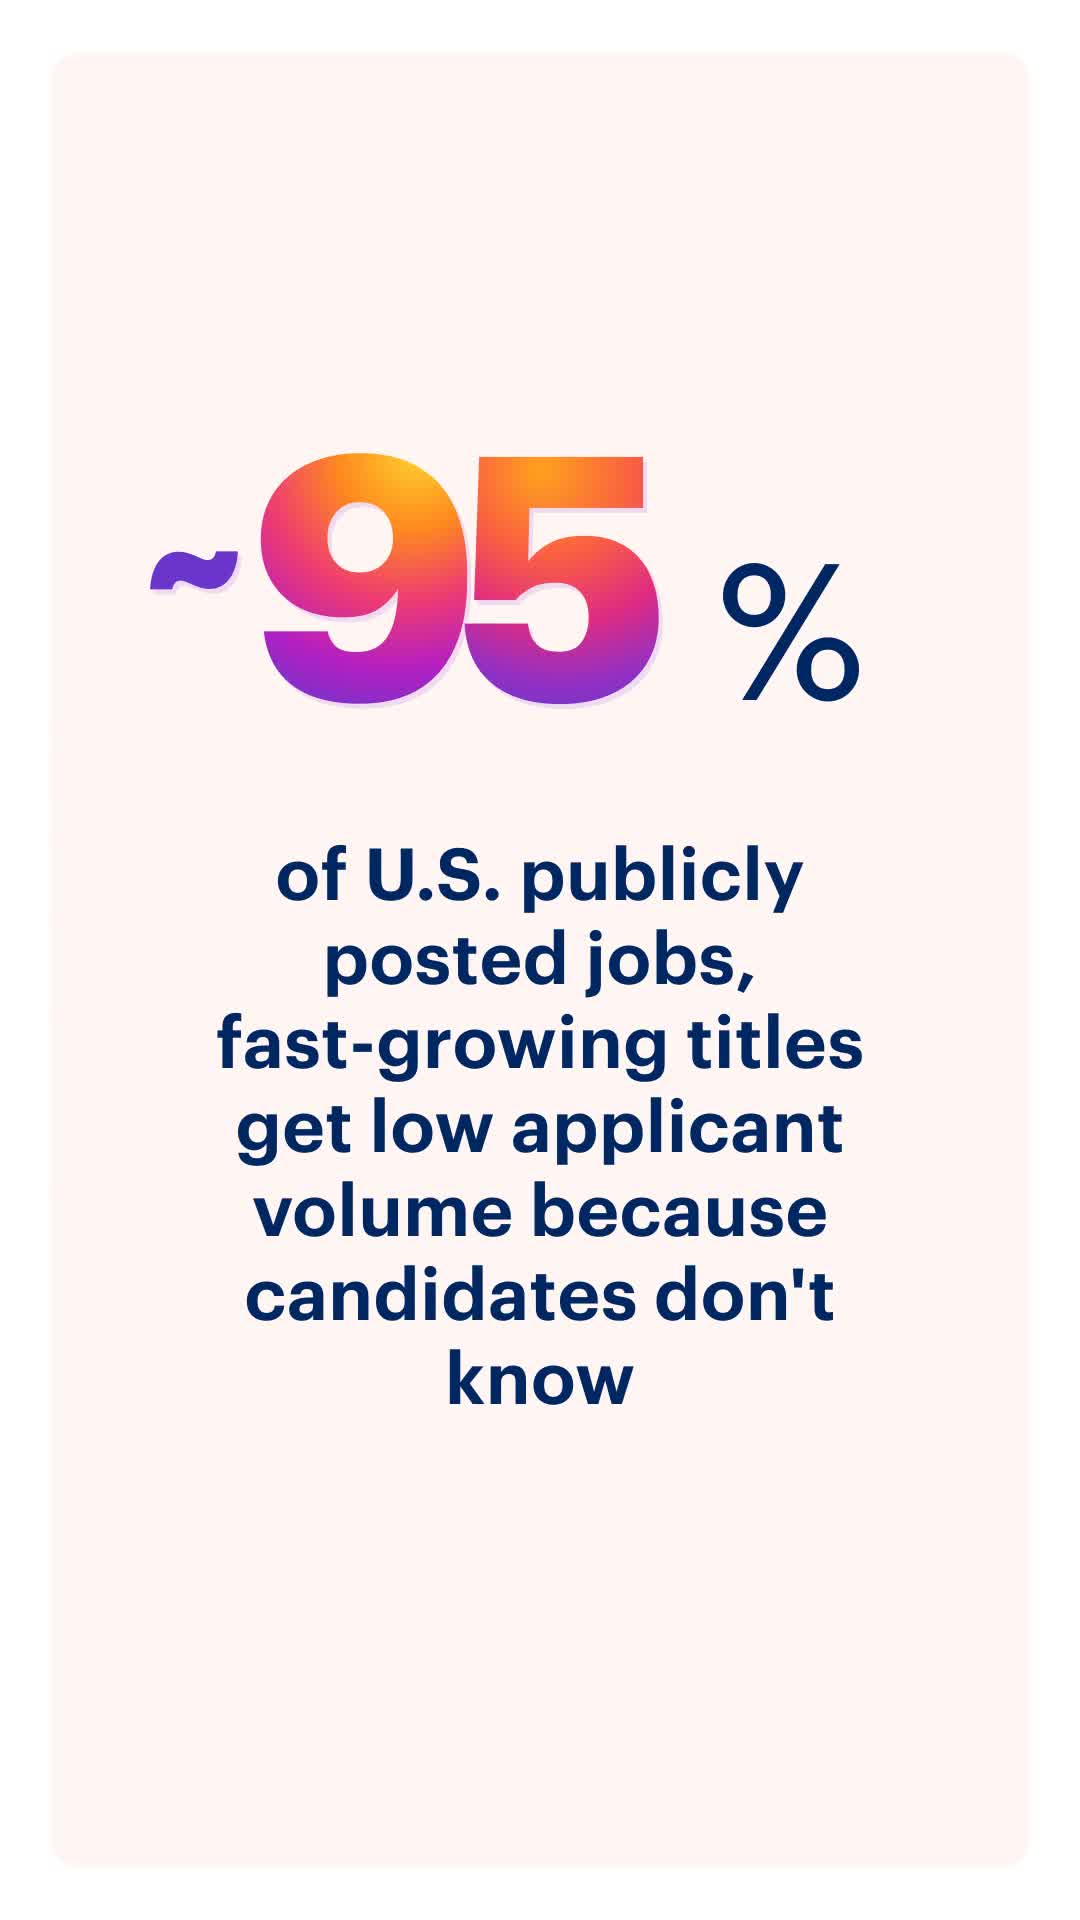 ~95 %
of U.S. publicly
posted jobs,
fast-growing titles
get low applicant
volume because
candidates don't
know